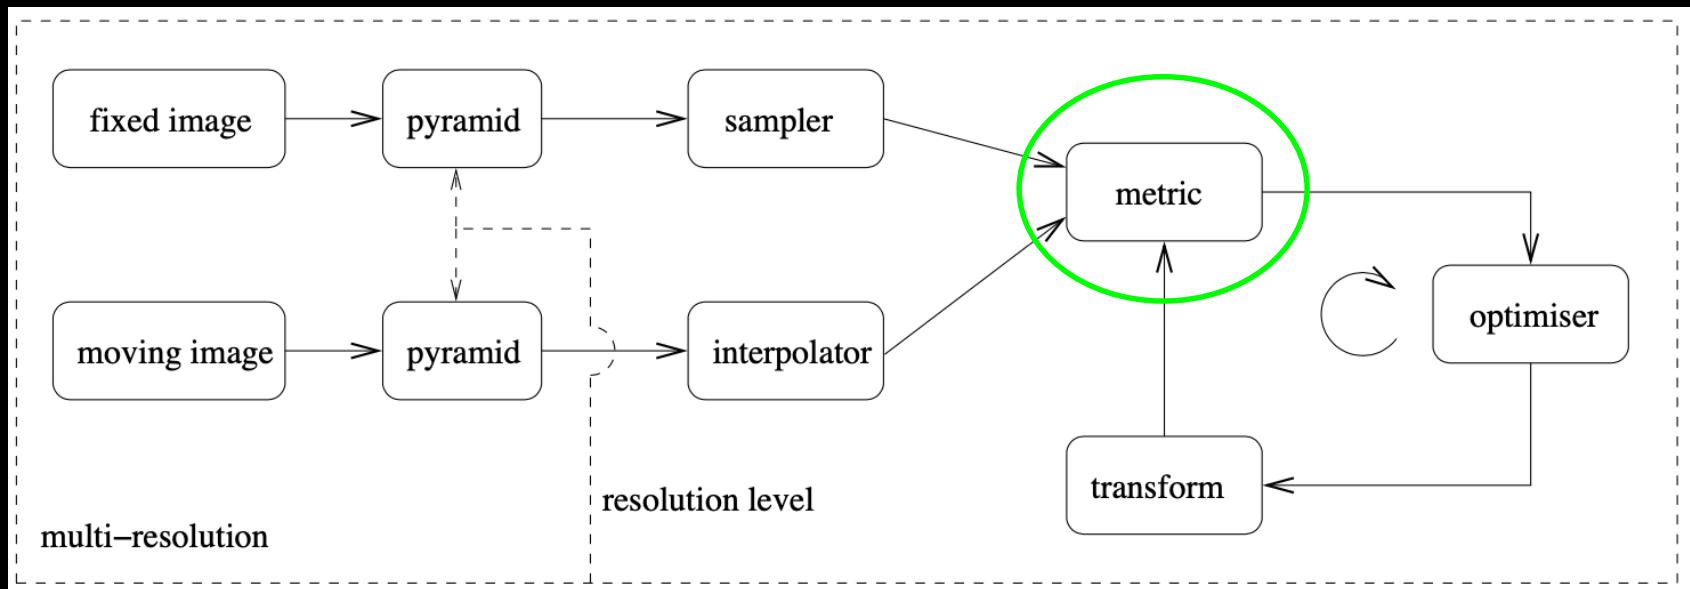 fixed image
pyramid
sampler
metric
optimiser
moving image
pyramid
interpolator
transform
resolution level
multi−resolution